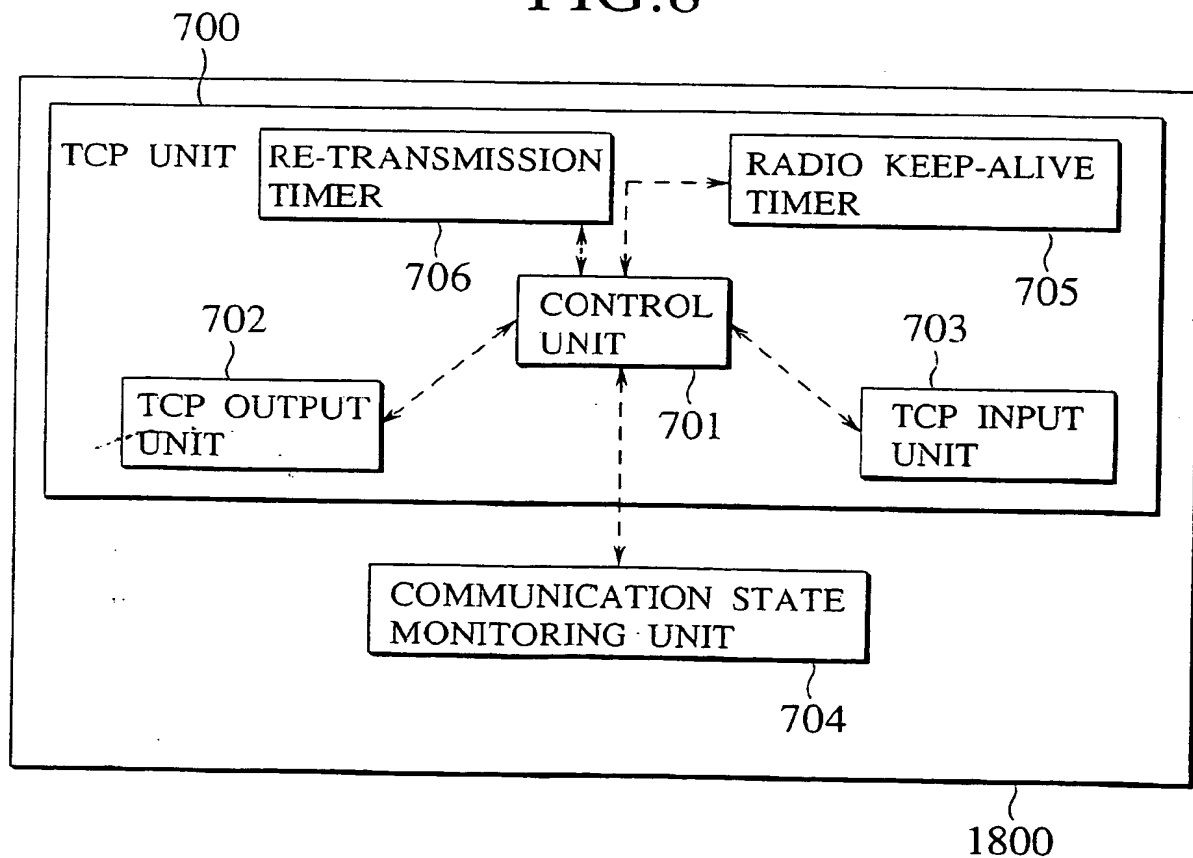 FIG.8
700
TCP UNIT
RE-TRANSMISSION
TIMER
RADIO KEEP-ALIVE
TIMER
706
705
CONTROL
UNIT
702
703
TCP OUTPUT
UNIT
701
TCP INPUT
UNIT
COMMUNICATION STATE
MONITORING UNIT
704
1800